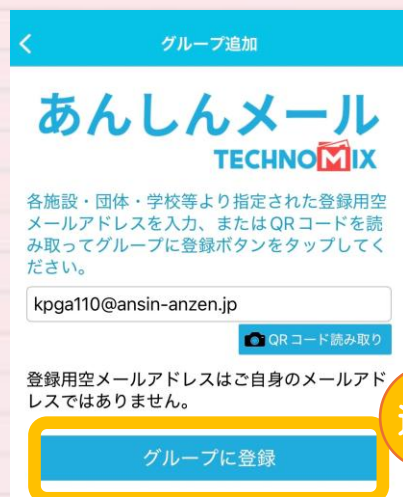 グループ追加
あんしんメール
TECHNOMIX
各施設・団体・学校等より指定された登録用空
メールアドレスを入力、またはQRコードを読
み取ってグループに登録ボタンをタップしてく
ださい。
kpga110@ansin-anzen.jp
QRコード読み取り
登録用空メールアドレスはご自身のメールアド
レスではありません。
グループに登録